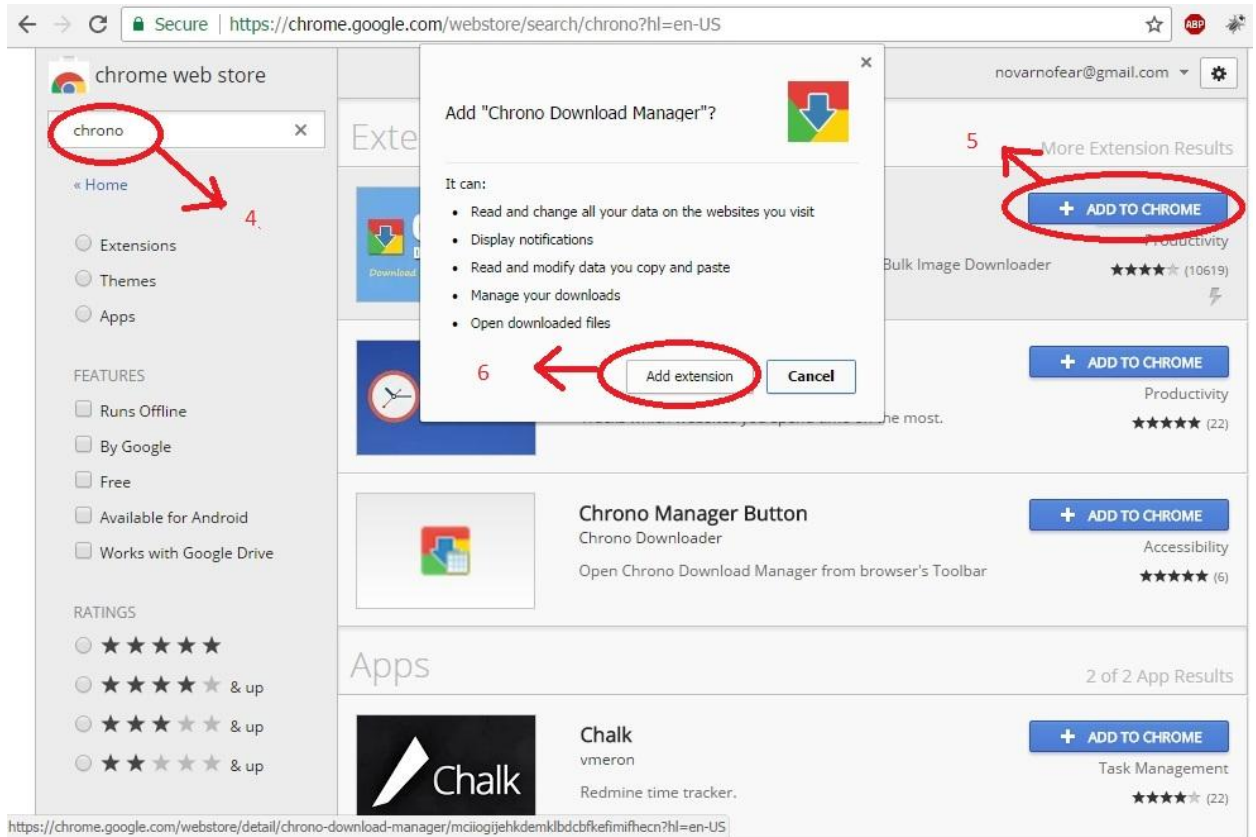 Secure | https://chrome.google.com/webstore/search/chrono?hl=en-US
ABP
chrome web store
novarnofear@gmail.com
chrono
4
« Home
Extensions
Themes
Apps
FEATURES
Runs Offline
By Google
Free
Available for Android
Works with Google Drive
RATINGS
& up
& up
& up
Add "Chrono Download Manager"?
It can:
• Read and change all your data on the websites you visit
• Display notifications
• Read and modify data you copy and paste
• Manage your downloads
• Open downloaded files
6
Add extension
Cancel
Exte
5
More Extension Results
Download
Bulk Image Downloader
+ ADD TO CHROME
Productivity
(10619)
the most.
+ ADD TO CHROME
Productivity
(22)
Chrono Manager Button
Chrono Downloader
Open Chrono Download Manager from browser's Toolbar
+ ADD TO CHROME
Accessibility
(6)
Apps
2 of 2 App Results
Chalk
Chalk
vmeron
Redmine time tracker.
+ ADD TO CHROME
Task Management
(22)
https://chrome.google.com/webstore/detail/chrono-download-manager/mciiogijehkdemklbdcbfkefimifhecn?hl=en-US